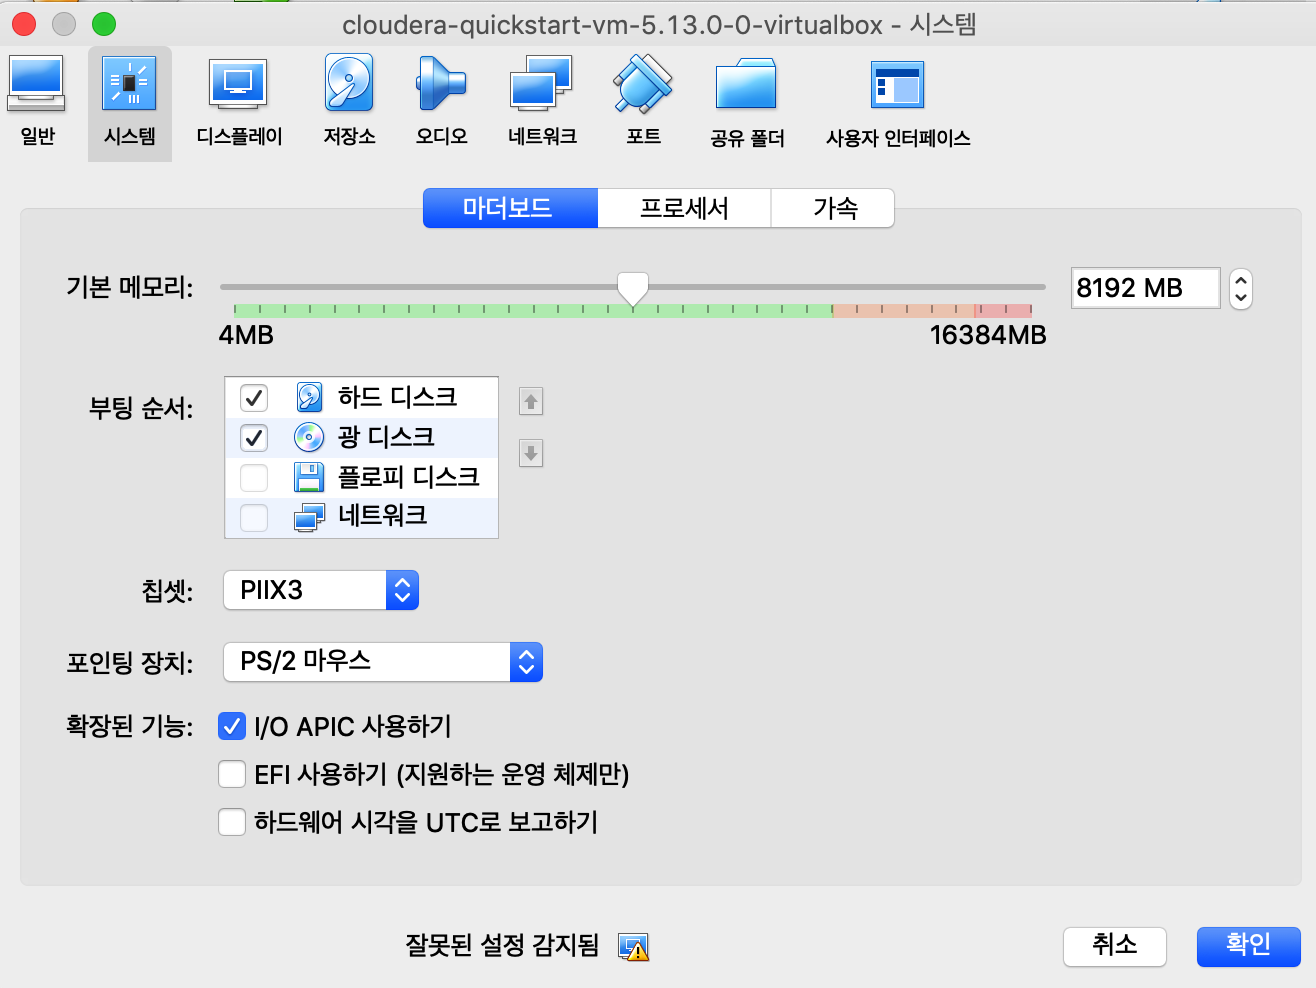 cloudera-quickstart-vm-5.13.0-0-virtualbox - 시스템
일반 시스템 디스플레이 저장소 오디오 네트워크 포트 공유 폴더 사용자 인터페이스
마더보드 프로세서 가속
기본 메모리: 8192 MB
4MB 16384MB
부팅 순서: 하드 디스크
광 디스크
플로피 디스크
네트워크
칩셋: PIIX3
포인팅 장치: PS/2 마우스
확장된 기능: I/O APIC 사용하기
EFI 사용하기 (지원하는 운영 체제만)
하드웨어 시각을 UTC로 보고하기
잘못된 설정 감지됨 취소 확인